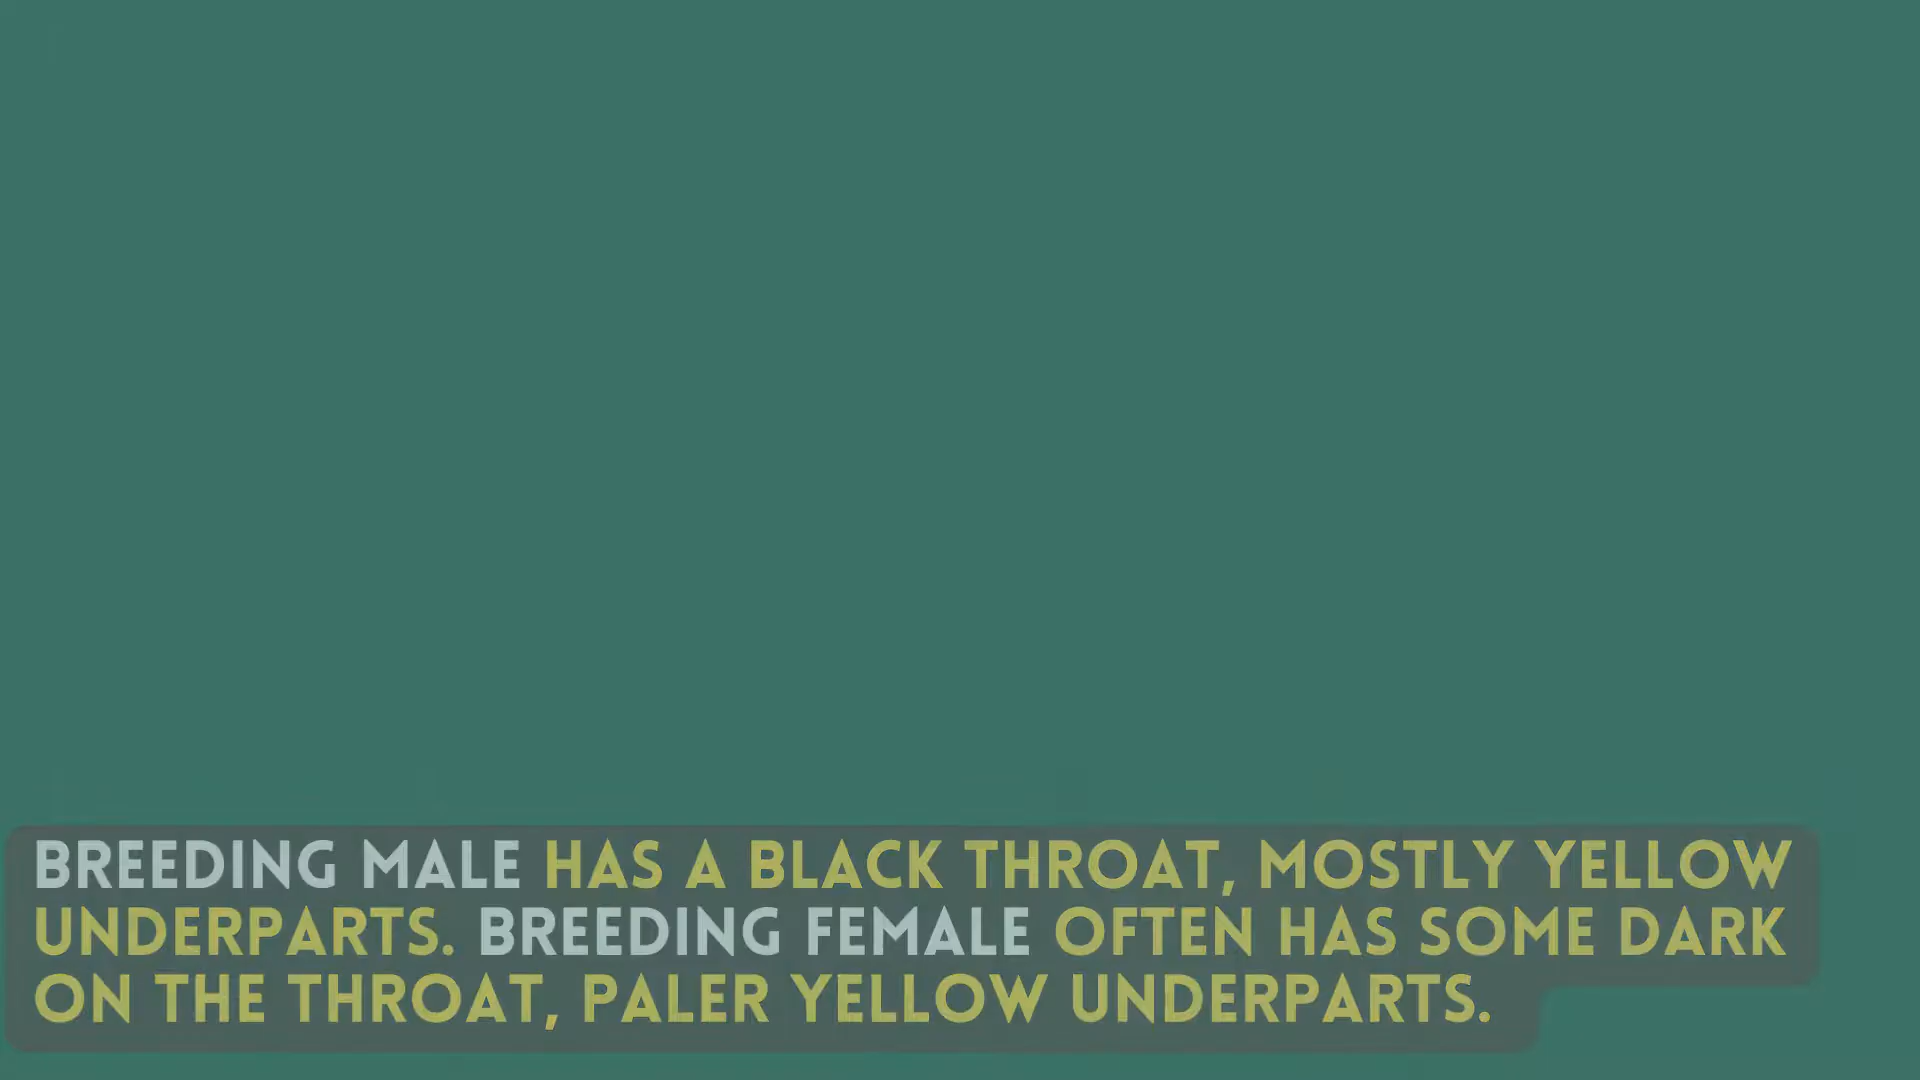 BREEDING MALE HAS A BLACK THROAT, MOSTLY YELLOW
UNDERPARTS. BREEDING FEMALE OFTEN HAS SOME DARK
ON THE THROAT, PALER YELLOW UNDERPARTS.